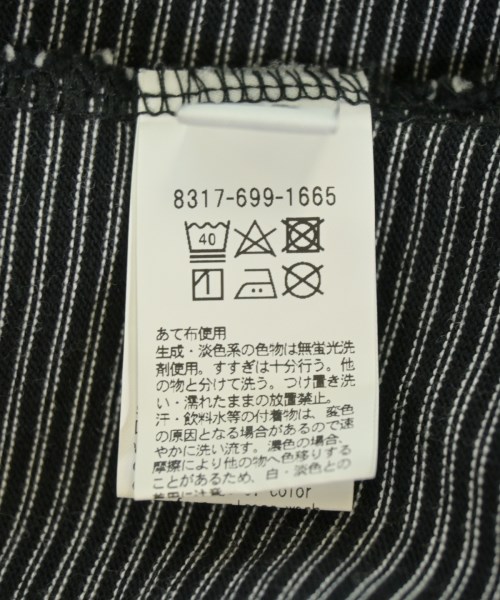 8317-699-1665
40
あて布使用
生成・淡色系の色物は無蛍光洗
剤使用。すすぎは十分行う。他
の物と分けて洗う。つけ置き洗
い・濡れたままの放置禁止。
汗・飲料水等の付着物は、変色
の原因となる場合があるので速
やかに洗い流す。濃色の場合、
摩擦により他の物へ色移りする
ことがあるため、白・淡色との
color